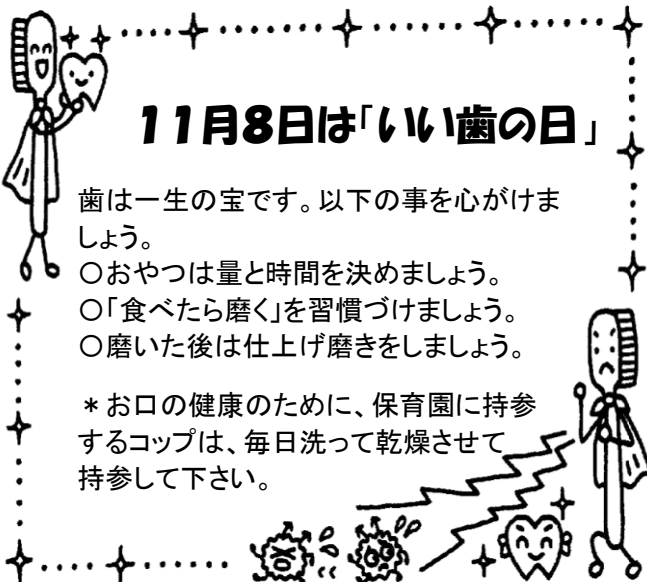 11月8日は「いい歯の日」
歯は一生の宝です。以下の事を心がけま
しょう。
〇おやつは量と時間を決めましょう。
〇「食べたら磨く」を習慣づけましょう。
〇磨いた後は仕上げ磨きをしましょう。
＊お口の健康のために、保育園に持参
するコップは、毎日洗って乾燥させて
持参して下さい。